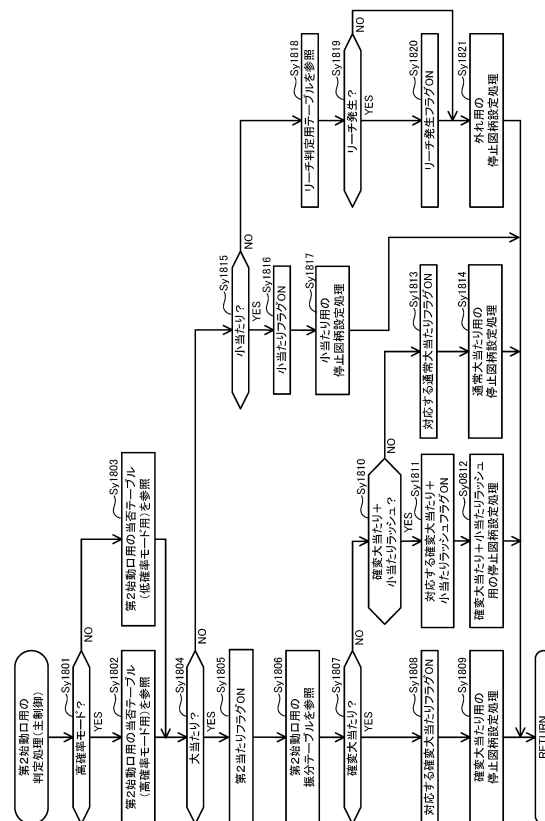 第2始動口用の
判定処理(主制御)
Sy1801
高確率モード?
YES
NO
Sy1802
第2始動口用の当否テーブル
(高確率モード用)を参照
Sy1803
第2始動口用の当否テーブル
(低確率モード用)を参照
Sy1804
大当たり?
YES
NO
Sy1805
第2当たりフラグON
Sy1806
第2始動口用の
振分テーブルを参照
Sy1807
確変大当たり?
YES
NO
Sy1808
対応する確変大当たりフラグON
Sy1809
確変大当たり用の
停止図柄設定処理
Sy1810
確変大当たり+
小当たりラッシュ?
YES
NO
Sy1811
対応する確変大当たり+
小当たりラッシュフラグON
Sy0812
確変大当たり+小当たりラッシュ
用の停止図柄設定処理
Sy1813
対応する通常大当たりフラグON
Sy1814
通常大当たり用の
停止図柄設定処理
Sy1815
小当たり?
YES
NO
Sy1816
小当たりフラグON
Sy1817
小当たり用の
停止図柄設定処理
Sy1818
リーチ判定用テーブルを参照
Sy1819
リーチ発生?
YES
NO
Sy1820
リーチ発生フラグON
Sy1821
外れ用の
停止図柄設定処理
RETURN